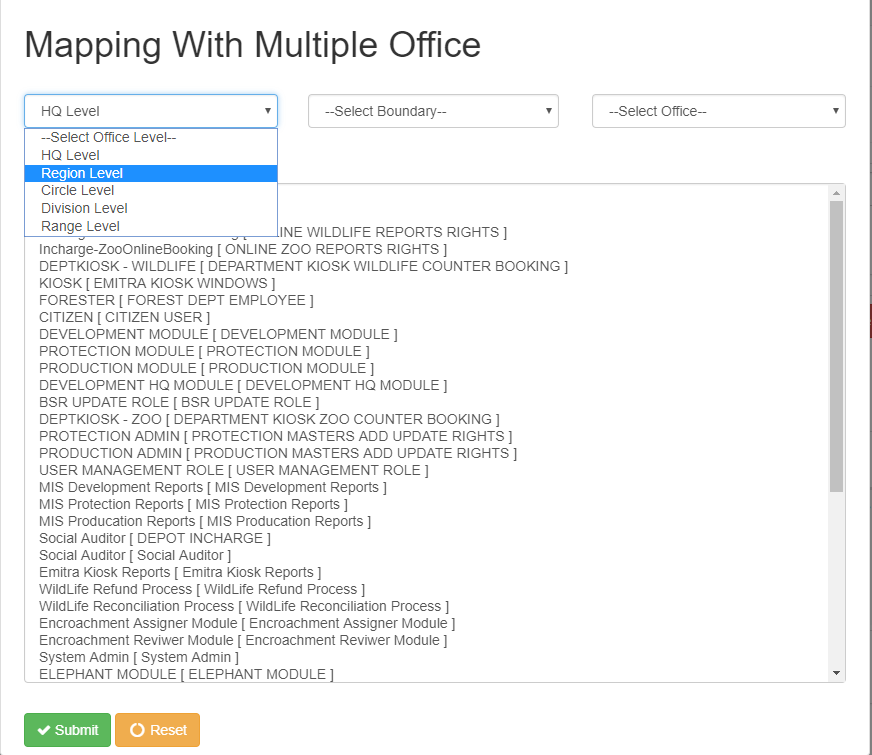 Mapping With Multiple Office
HQ Level --Select Boundary-- --Select Office--
--Select Office Level--
HQ Level
Region Level
Circle Level
Division Level
Range Level
INE WILDLIFE REPORTS RIGHTS ]
Incharge-ZooOnlineBooking [ ONLINE ZOO REPORTS RIGHTS ]
DEPTKIOSK - WILDLIFE [ DEPARTMENT KIOSK WILDLIFE COUNTER BOOKING ]
KIOSK [ EMITRA KIOSK WINDOWS ]
FORESTER [ FOREST DEPT EMPLOYEE ]
CITIZEN [ CITIZEN USER ]
DEVELOPMENT MODULE [ DEVELOPMENT MODULE ]
PROTECTION MODULE [ PROTECTION MODULE ]
PRODUCTION MODULE [ PRODUCTION MODULE ]
DEVELOPMENT HQ MODULE [ DEVELOPMENT HQ MODULE ]
BSR UPDATE ROLE [ BSR UPDATE ROLE ]
DEPTKIOSK - ZOO [ DEPARTMENT KIOSK ZOO COUNTER BOOKING ]
PROTECTION ADMIN [ PROTECTION MASTERS ADD UPDATE RIGHTS ]
PRODUCTION ADMIN [ PRODUCTION MASTERS ADD UPDATE RIGHTS ]
USER MANAGEMENT ROLE [ USER MANAGEMENT ROLE ]
MIS Development Reports [ MIS Development Reports ]
MIS Protection Reports [ MIS Protection Reports ]
MIS Producation Reports [ MIS Producation Reports ]
Social Auditor [ DEPOT INCHARGE ]
Social Auditor [ Social Auditor ]
Emitra Kiosk Reports [ Emitra Kiosk Reports ]
WildLife Refund Process [ WildLife Refund Process ]
WildLife Reconciliation Process [ WildLife Reconciliation Process ]
Encroachment Assigner Module [ Encroachment Assigner Module ]
Encroachment Reviwer Module [ Encroachment Reviwer Module ]
System Admin [ System Admin ]
ELEPHANT MODULE [ ELEPHANT MODULE ]
Submit Reset